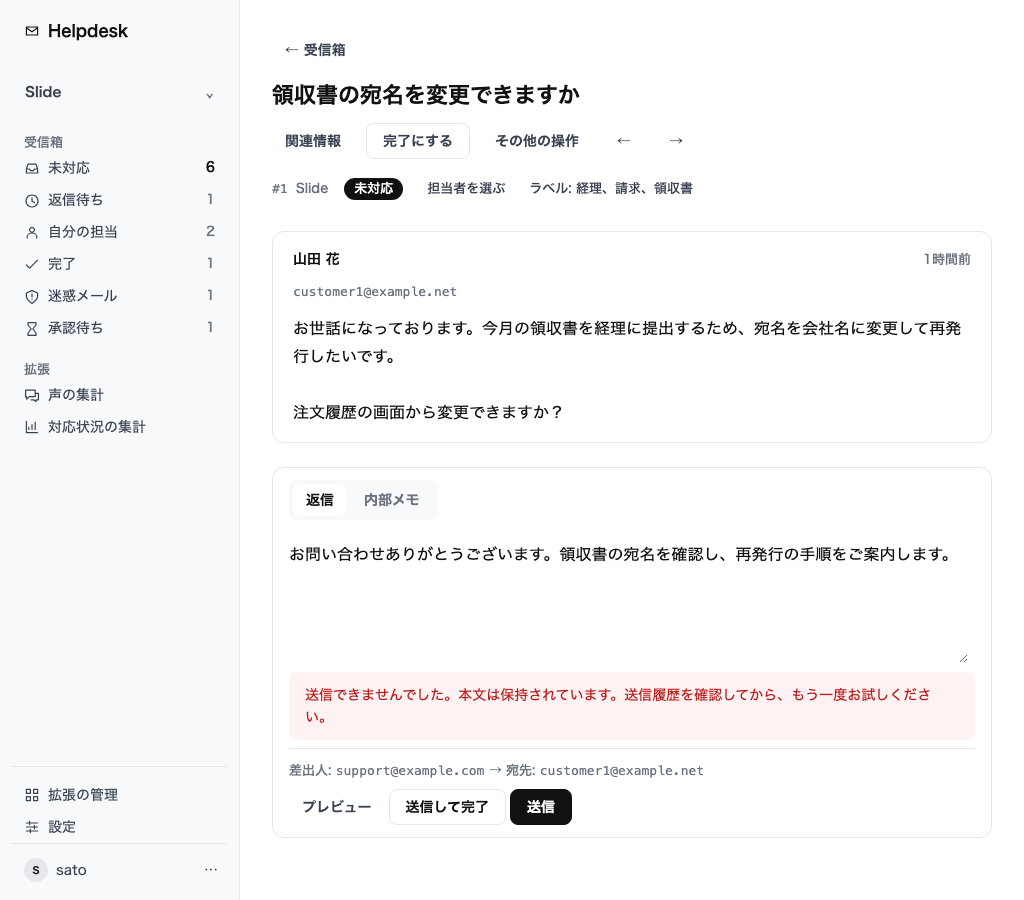 Helpdesk
Slide
受信箱
未対応 6
返信待ち 1
自分の担当 2
完了 1
迷惑メール 1
承認待ち 1
拡張
声の集計
対応状況の集計
拡張の管理
設定
S sato ...
← 受信箱
領収書の宛名を変更できますか
関連情報 完了にする その他の操作 ← →
#1 Slide 未対応 担当者を選ぶ ラベル: 経理、請求、領収書
山田 花 1時間前
customer1@example.net
お世話になっております。今月の領収書を経理に提出するため、宛名を会社名に変更して再発
行したいです。
注文履歴の画面から変更できますか？
返信 内部メモ
お問い合わせありがとうございます。領収書の宛名を確認し、再発行の手順をご案内します。
送信できませんでした。本文は保持されています。送信履歴を確認してから、もう一度お試しくださ
い。
差出人: support@example.com → 宛先: customer1@example.net
プレビュー 送信して完了 送信